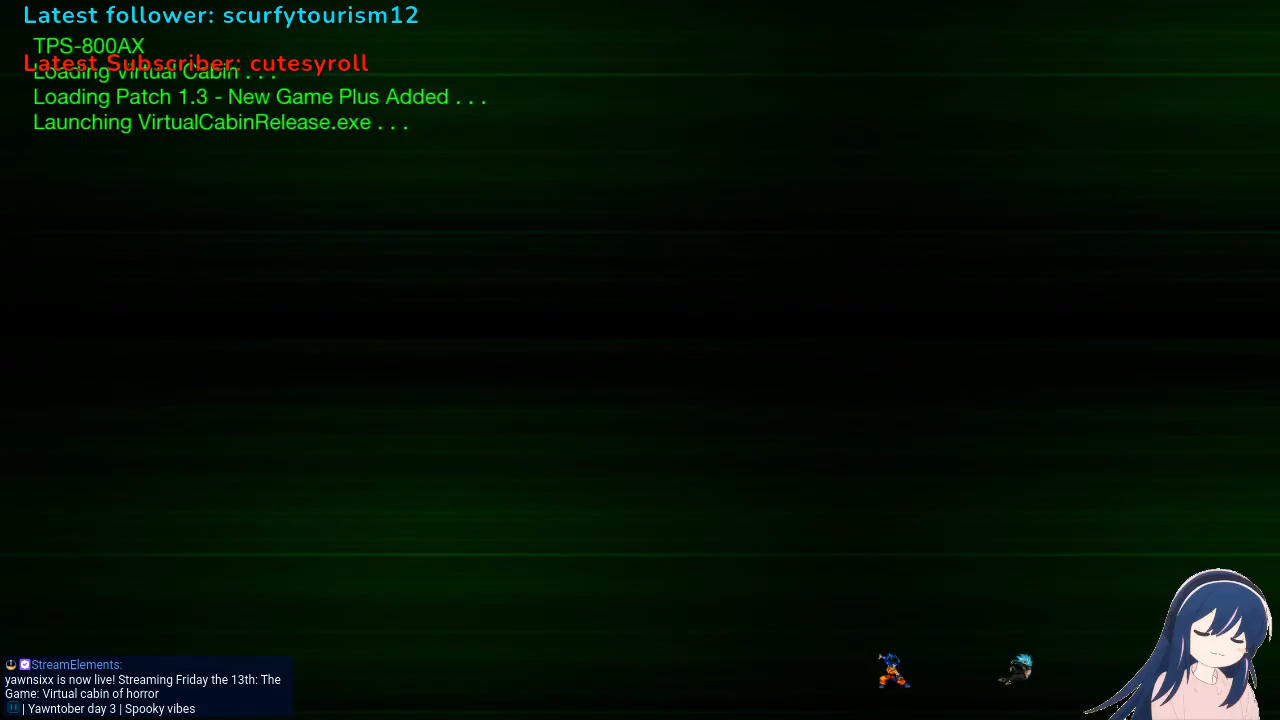 Latest follower: scurfytourism12
TPS-800AX
Latest Subscriber: cutesyroll
Loading Virtual Cabin . . .
Loading Patch 1.3 - New Game Plus Added . . .
Launching VirtualCabinRelease.exe . . .
StreamElements:
yawnsixx is now live! Streaming Friday the 13th: The
Game: Virtual cabin of horror
| Yawntober day 3 | Spooky vibes